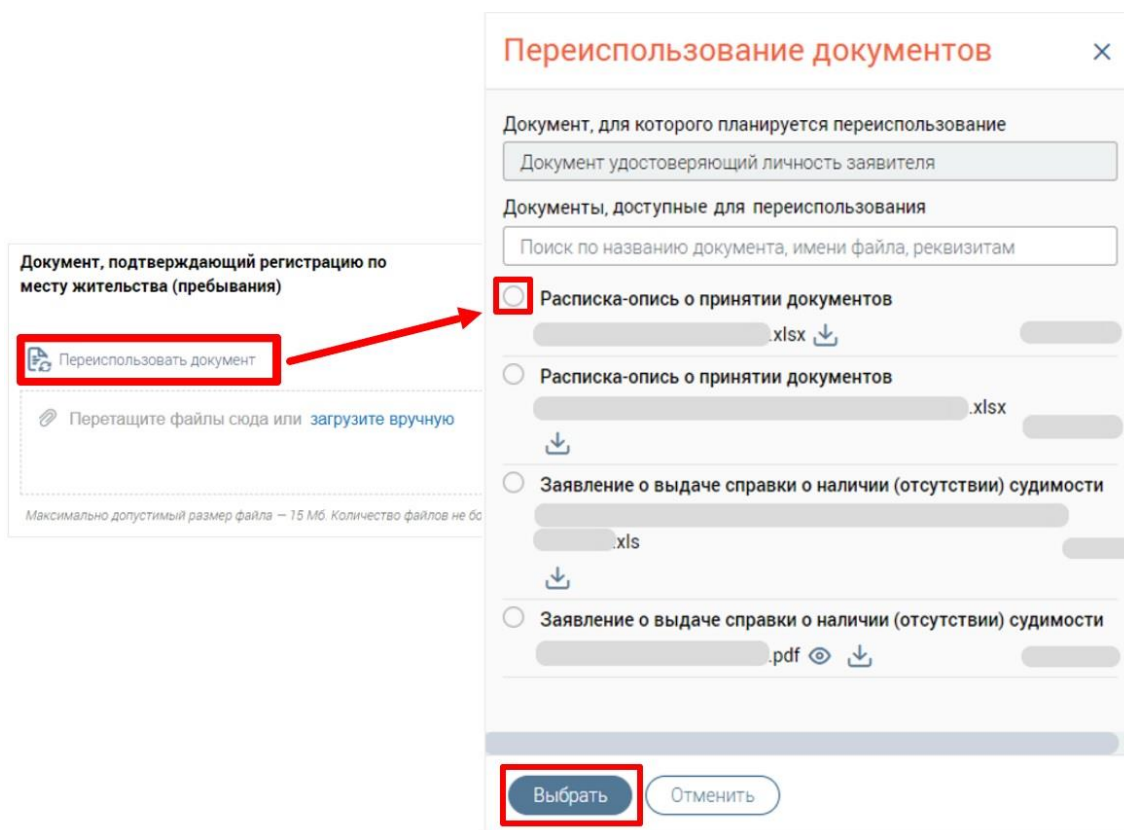 Документ, подтверждающий регистрацию по
месту жительства (пребывания)
Переиспользовать документ
Перетащите файлы сюда или загрузите вручную
Максимально допустимый размер файла — 15 Мб. Количество файлов не бо
Переиспользование документов
Документ, для которого планируется переиспользование
Документ удостоверяющий личность заявителя
Документы, доступные для переиспользования
Поиск по названию документа, имени файла, реквизитам
Расписка-опись о принятии документов
.xlsx
Расписка-опись о принятии документов
.xlsx
Заявление о выдаче справки о наличии (отсутствии) судимости
.xls
Заявление о выдаче справки о наличии (отсутствии) судимости
.pdf
Выбрать
Отменить